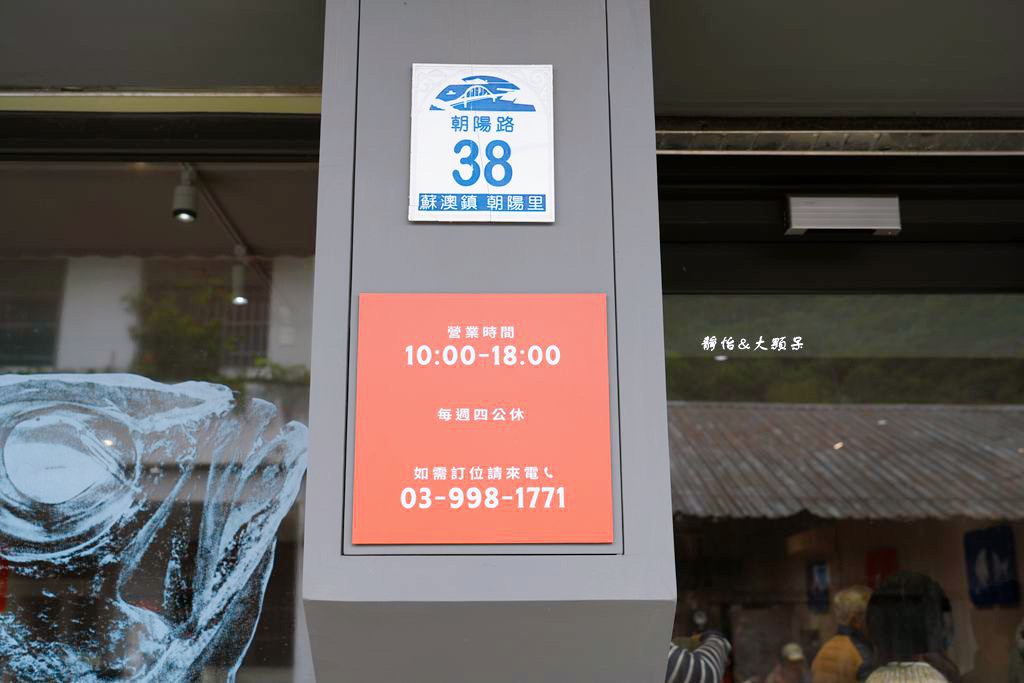 朝陽路
38
蘇澳鎮 朝陽里
營業時間
10:00-18:00
每週四公休
如需訂位請來電
03-998-1771
靜怡&大顆呆